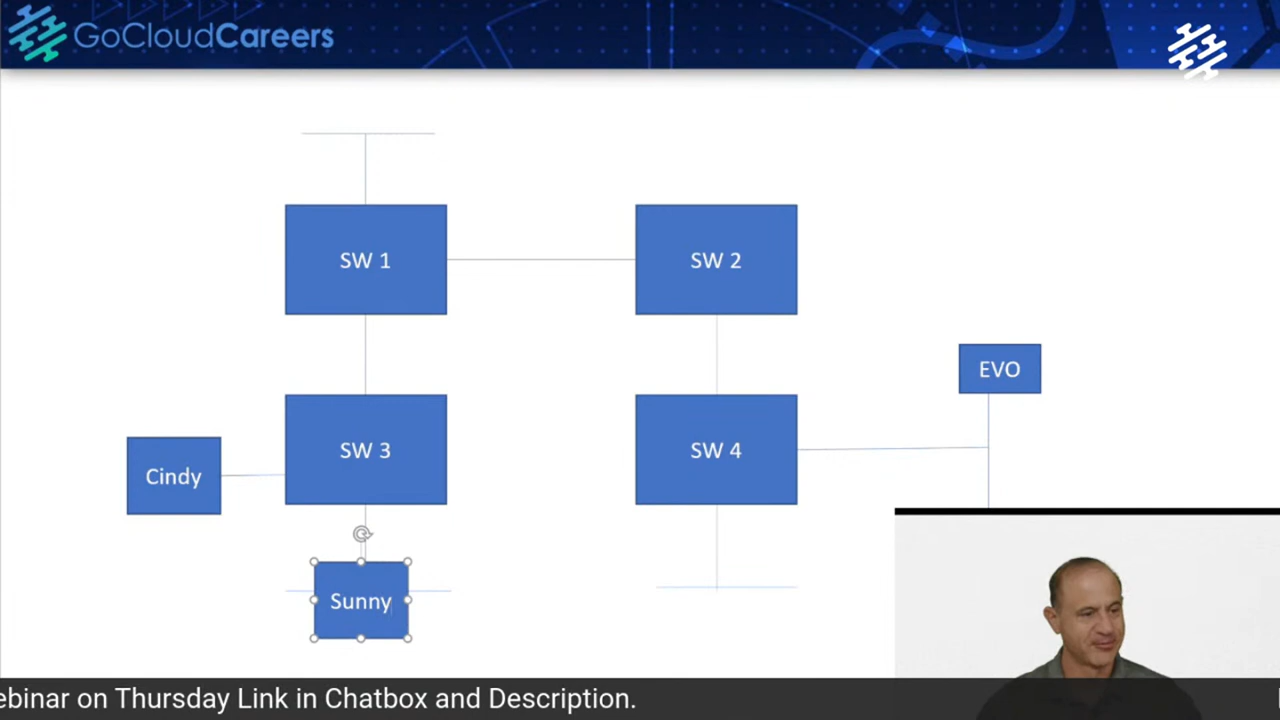 GoCloudCareers
SW 1
SW 2
EVO
SW 3
SW 4
Cindy
Sunny
ebinar on Thursday Link in Chatbox and Description.